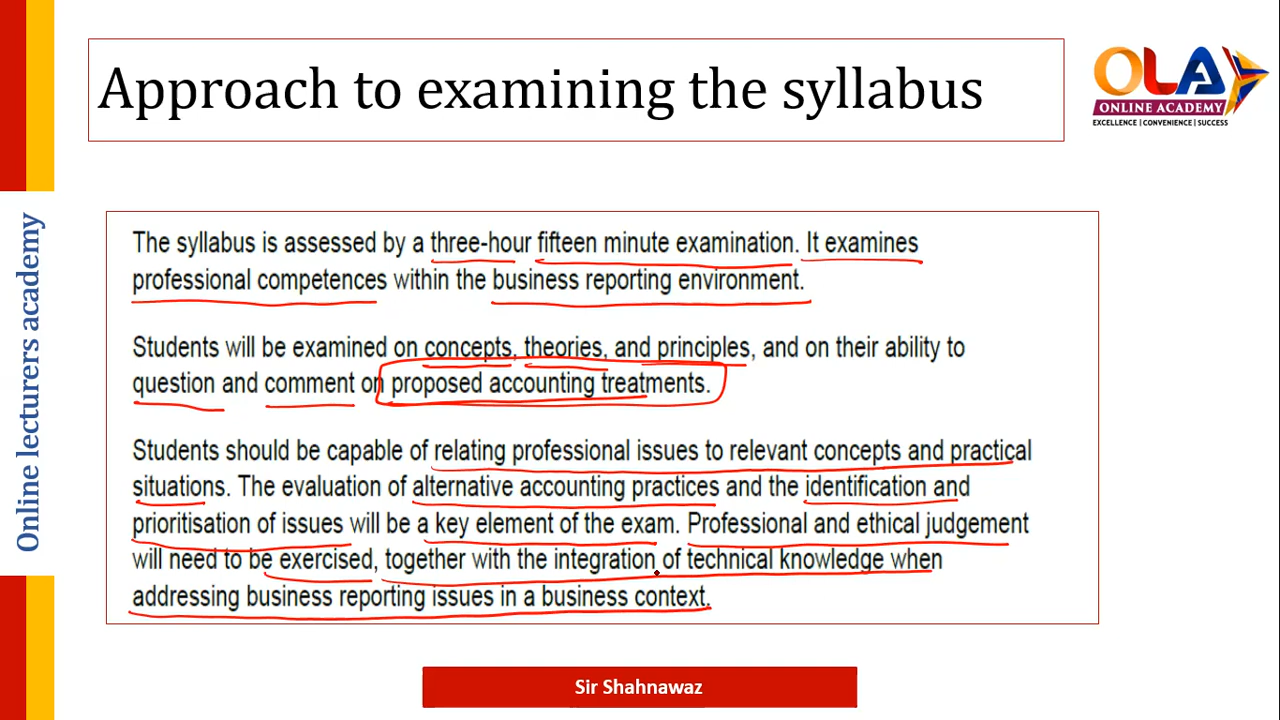 Approach to examining the syllabus
OLA
ONLINE ACADEMY
EXCELLENCE | CONVENIENCE | SUCCESS
Online lecturers academy
The syllabus is assessed by a three-hour fifteen minute examination. It examines
professional competences within the business reporting environment.
Students will be examined on concepts, theories, and principles, and on their ability to
question and comment on proposed accounting treatments.
Students should be capable of relating professional issues to relevant concepts and practical
situations. The evaluation of alternative accounting practices and the identification and
prioritisation of issues will be a key element of the exam. Professional and ethical judgement
will need to be exercised, together with the integration of technical knowledge when
addressing business reporting issues in a business context.
Sir Shahnawaz